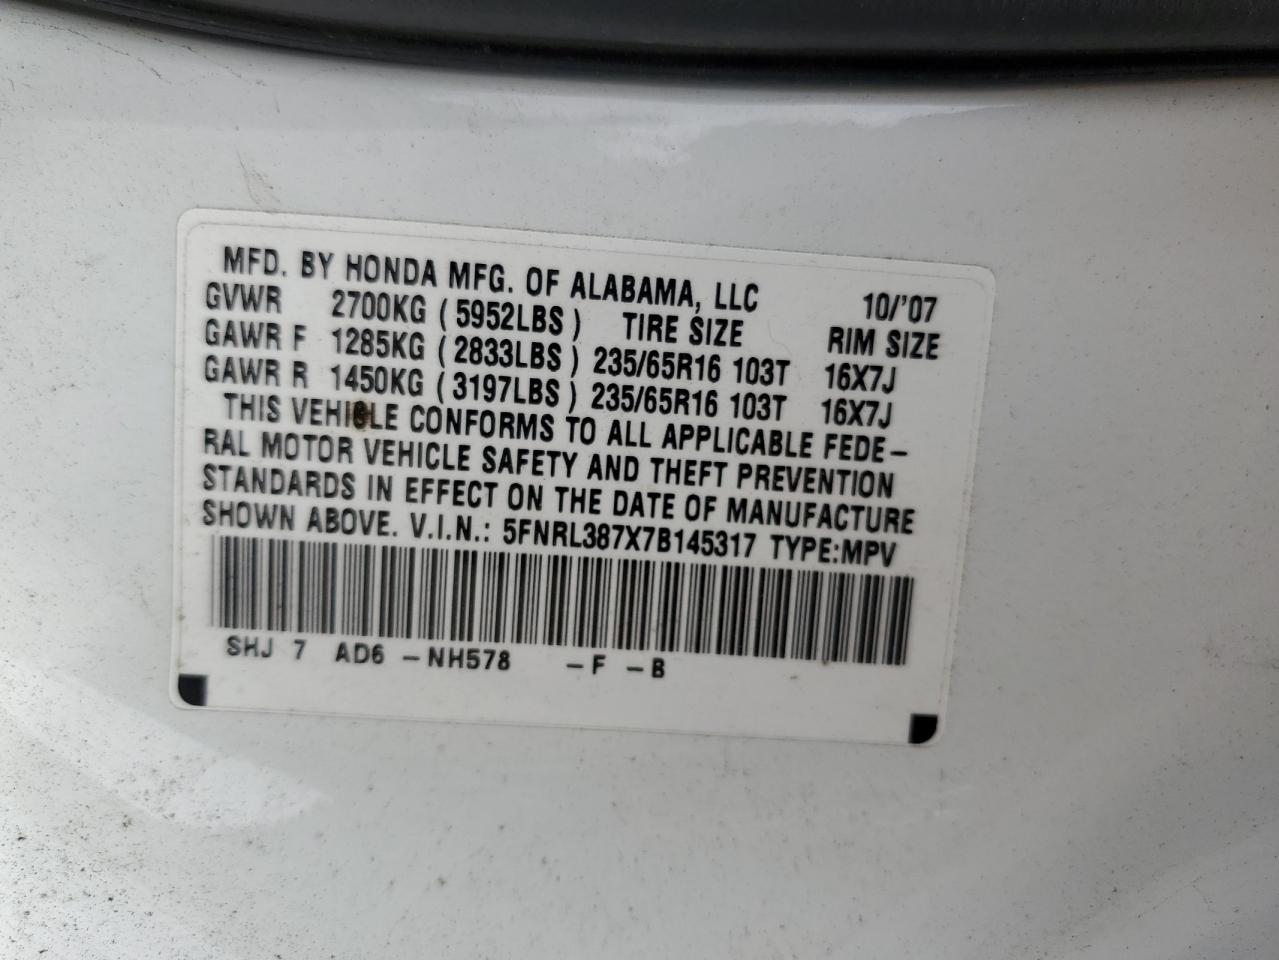 MFD. BY HONDA MFG. OF ALABAMA, LLC 10/'07
GVWR 2700KG ( 5952LBS ) TIRE SIZE RIM SIZE
GAWR F 1285KG ( 2833LBS ) 235/65R16 103T 16X7J
GAWR R 1450KG ( 3197LBS ) 235/65R16 103T 16X7J
THIS VEHICLE CONFORMS TO ALL APPLICABLE FEDE-
RAL MOTOR VEHICLE SAFETY AND THEFT PREVENTION
STANDARDS IN EFFECT ON THE DATE OF MANUFACTURE
SHOWN ABOVE. V.I.N.: 5FNRL387X7B145317 TYPE:MPV
SHJ 7 AD6 -NH578 -F -B